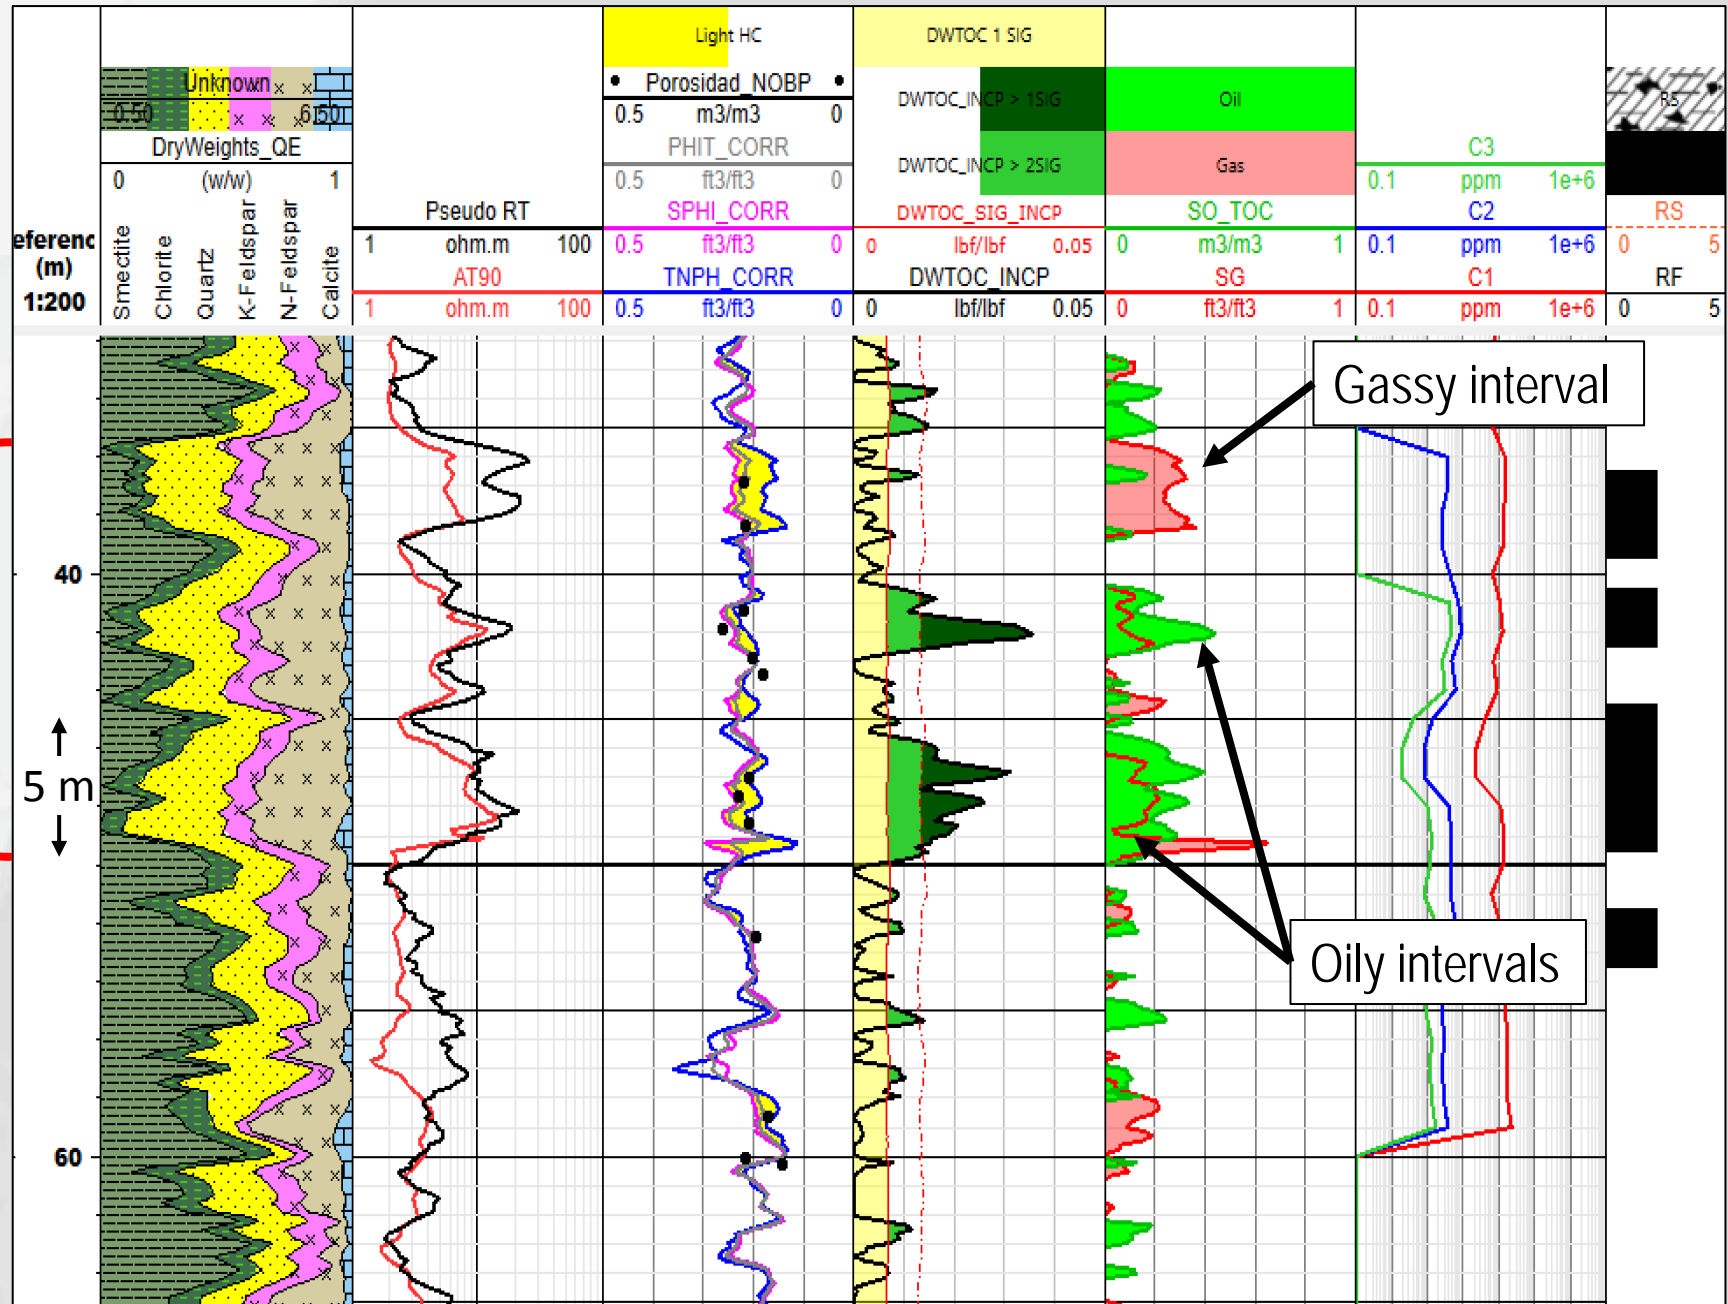 Unknown
0.50 6.50
DryWeights_QE
0 (w/w) 1
Smectite
Chlorite
Quartz
K-Feldspar
N-Feldspar
Calcite
eferenc
(m)
1:200
Pseudo RT
1 ohm.m 100
AT90
1 ohm.m 100
Light HC
Porosidad_NOBP
0.5 m3/m3 0
PHIT_CORR
0.5 ft3/ft3 0
SPHI_CORR
0.5 ft3/ft3 0
TNPH_CORR
0.5 ft3/ft3 0
DWTOC 1 SIG
DWTOC_INCP > 1SIG
DWTOC_INCP > 2SIG
DWTOC_SIG_INCP
0 lbf/lbf 0.05
DWTOC_INCP
0 lbf/lbf 0.05
Oil
Gas
SO_TOC
0 m3/m3 1
SG
0 ft3/ft3 1
C3
0.1 ppm 1e+6
C2
0.1 ppm 1e+6
C1
0.1 ppm 1e+6
RS
RS
0 5
RF
0 5
Gassy interval
40
5 m
Oily intervals
60